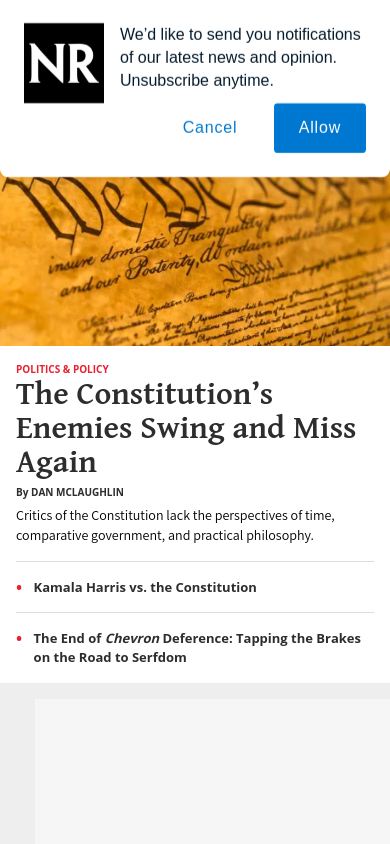 NR
We’d like to send you notifications
of our latest news and opinion.
Unsubscribe anytime.
Cancel
Allow
We the
insure domestic Tranquility
and our Posterity, do ordain and establish
Article
POLITICS & POLICY
The Constitution’s
Enemies Swing and Miss
Again
By DAN MCLAUGHLIN
Critics of the Constitution lack the perspectives of time,
comparative government, and practical philosophy.
Kamala Harris vs. the Constitution
The End of Chevron Deference: Tapping the Brakes
on the Road to Serfdom